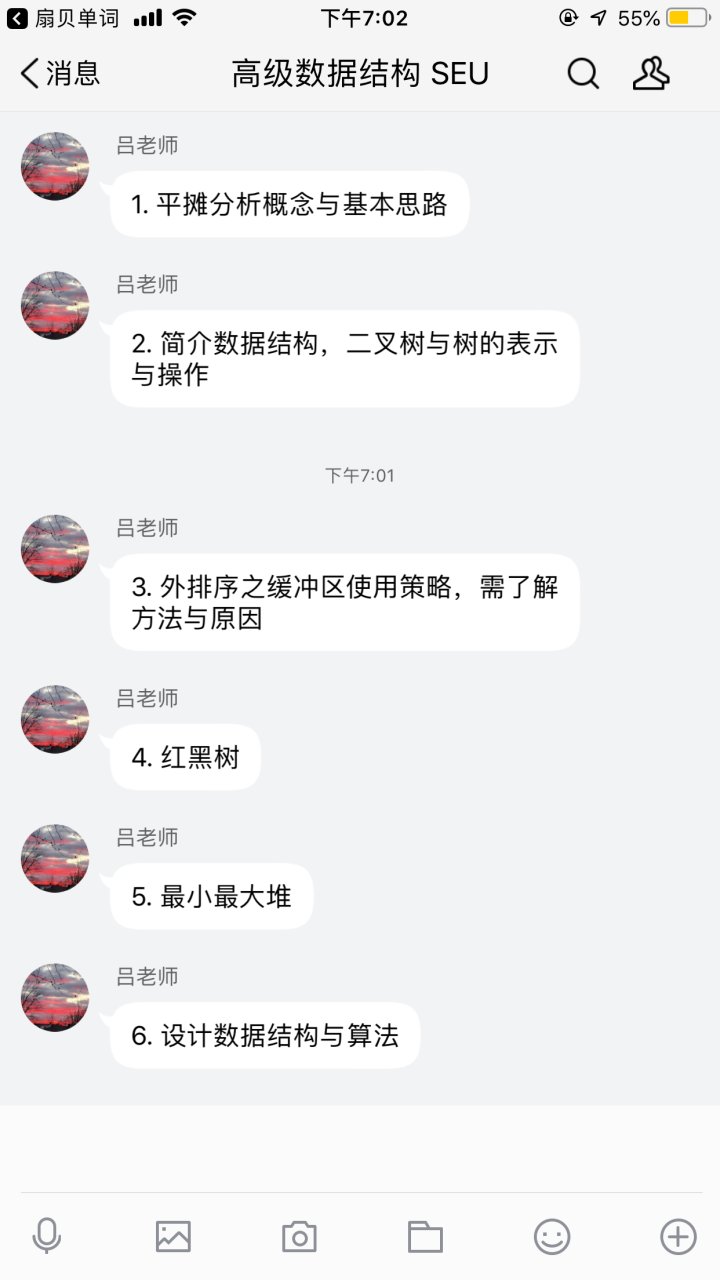 扇贝单词
下午7:02
55%
消息
高级数据结构 SEU
吕老师
1. 平摊分析概念与基本思路
吕老师
2. 简介数据结构，二叉树与树的表示
与操作
下午7:01
吕老师
3. 外排序之缓冲区使用策略，需了解
方法与原因
吕老师
4. 红黑树
吕老师
5. 最小最大堆
吕老师
6. 设计数据结构与算法